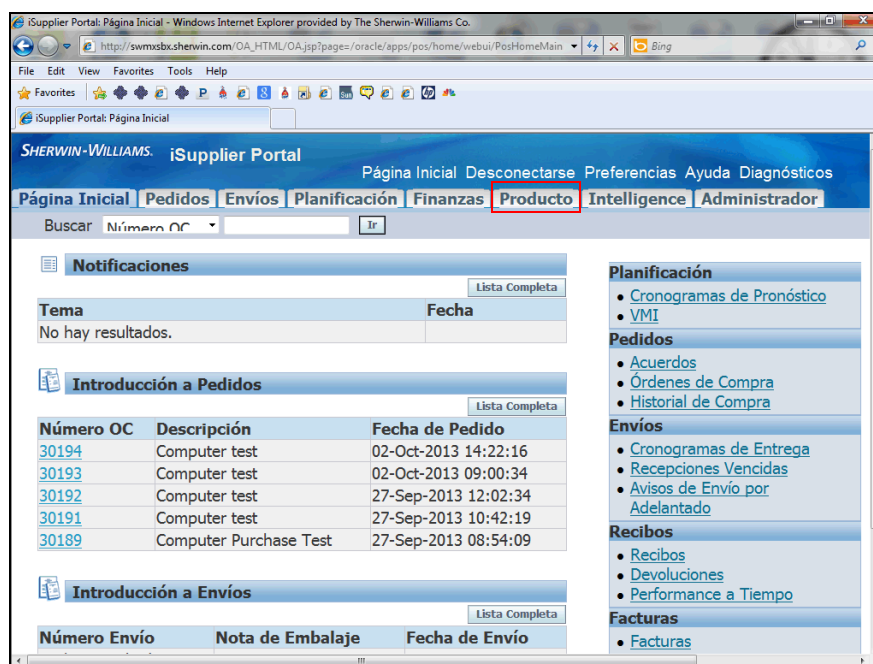 iSupplier Portal: Página Inicial - Windows Internet Explorer provided by The Sherwin-Williams Co.
http://swmxsbx.sherwin.com/OA_HTML/OA.jsp?page=/oracle/apps/pos/home/webui/PosHomeMain
Bing
File Edit View Favorites Tools Help
Favorites
iSupplier Portal: Página Inicial
SHERWIN-WILLIAMS. iSupplier Portal
Página Inicial Desconectarse Preferencias Ayuda Diagnósticos
Página Inicial Pedidos Envíos Planificación Finanzas Producto Intelligence Administrador
Buscar Número OC Ir
Notificaciones
Lista Completa
Tema Fecha
No hay resultados.
Introducción a Pedidos
Lista Completa
Número OC Descripción Fecha de Pedido
30194 Computer test 02-Oct-2013 14:22:16
30193 Computer test 02-Oct-2013 09:00:34
30192 Computer test 27-Sep-2013 12:02:34
30191 Computer test 27-Sep-2013 10:42:19
30189 Computer Purchase Test 27-Sep-2013 08:54:09
Introducción a Envíos
Lista Completa
Número Envío Nota de Embalaje Fecha de Envío
Planificación
Cronogramas de Pronóstico
VMI
Pedidos
Acuerdos
Órdenes de Compra
Historial de Compra
Envíos
Cronogramas de Entrega
Recepciones Vencidas
Avisos de Envío por
Adelantado
Recibos
Recibos
Devoluciones
Performance a Tiempo
Facturas
Facturas